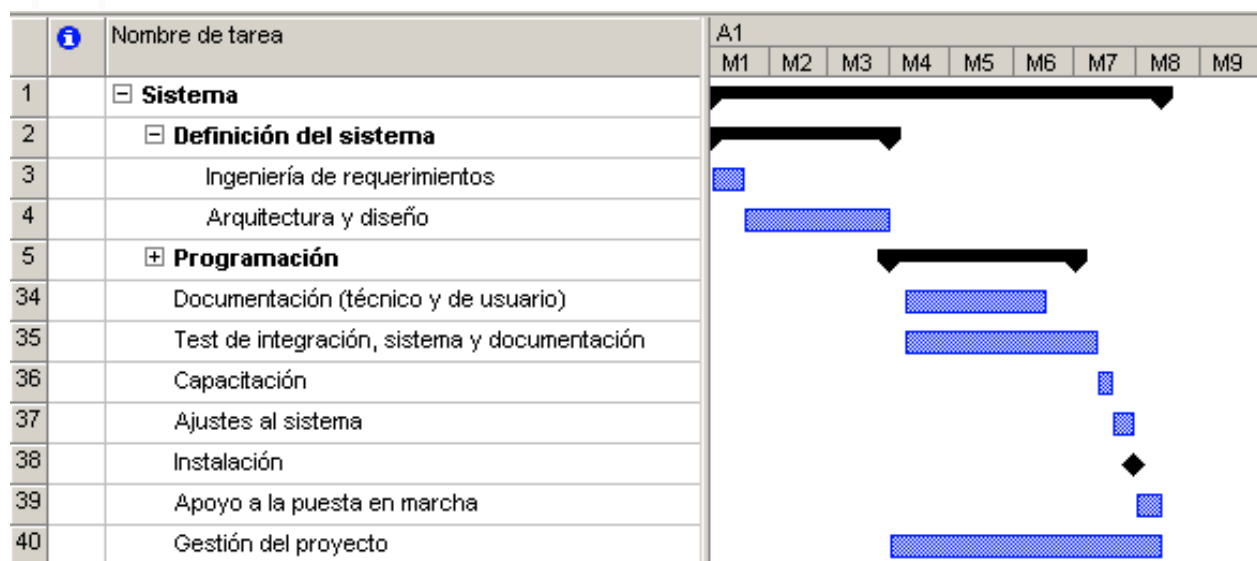 Nombre de tarea A1
M1 M2 M3 M4 M5 M6 M7 M8 M9
1 Sistema
2 Definición del sistema
3 Ingeniería de requerimientos
4 Arquitectura y diseño
5 Programación
34 Documentación (técnico y de usuario)
35 Test de integración, sistema y documentación
36 Capacitación
37 Ajustes al sistema
38 Instalación
39 Apoyo a la puesta en marcha
40 Gestión del proyecto